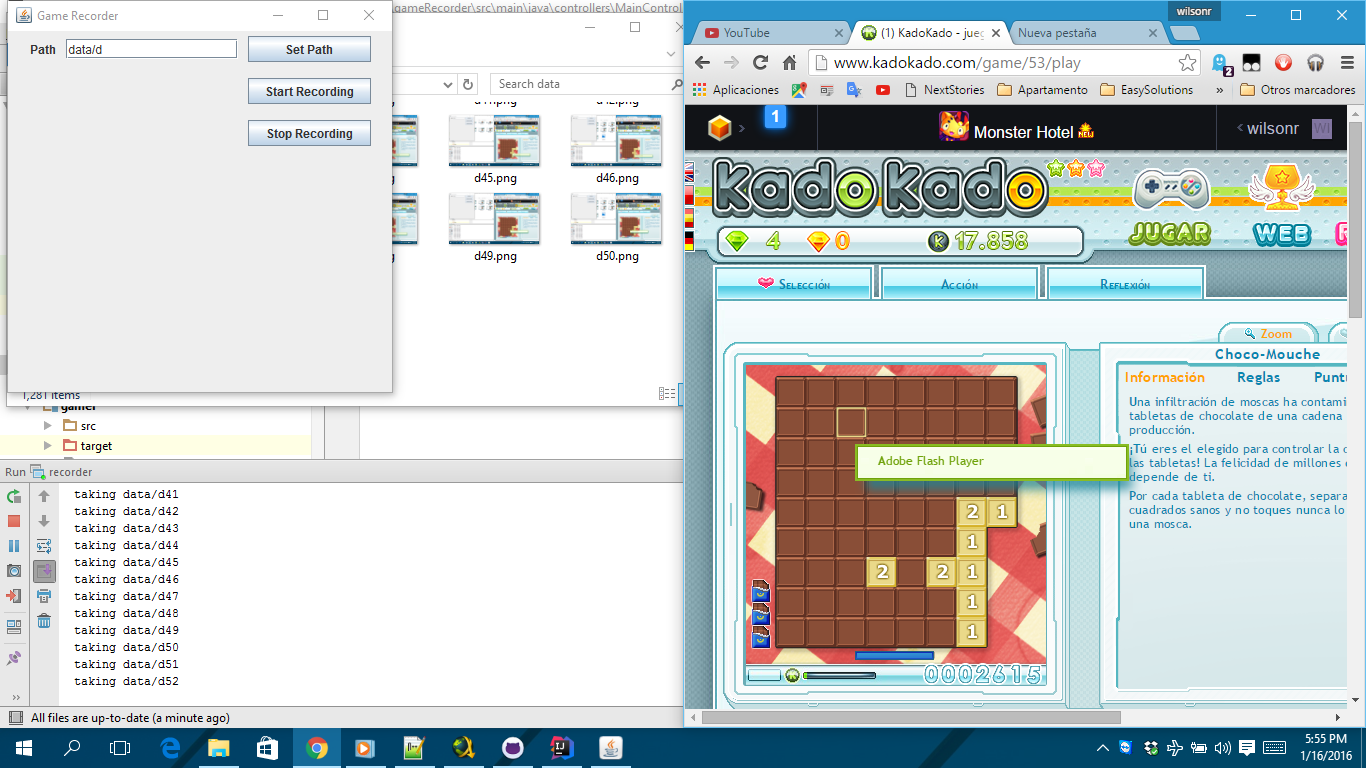 Game Recorder
Path data/d Set Path
Start Recording
Stop Recording
gameRecorder\src\main\java\controllers\MainControl
Search data
d45.png d46.png
d49.png d50.png
1,281 items
gamer
src
target
Run recorder
taking data/d41
taking data/d42
taking data/d43
taking data/d44
taking data/d45
taking data/d46
taking data/d47
taking data/d48
taking data/d49
taking data/d50
taking data/d51
taking data/d52
All files are up-to-date (a minute ago)
wilsonr
YouTube (1) KadoKado - jueg Nueva pestaña
www.kadokado.com/game/53/play
2
Aplicaciones NextStories Apartamento EasySolutions » Otros marcadores
1 Monster Hotel NEW wilsonr WI
KadoKado
4 0 K 17.858
JUGAR WEB
Selección Acción Reflexión
Zoom
Choco-Mouche
Información Reglas Puntu
Una infiltración de moscas ha contami
tabletas de chocolate de una cadena
producción.
¡Tú eres el elegido para controlar la c
las tabletas! La felicidad de millones
depende de ti.
Por cada tableta de chocolate, separa
cuadrados sanos y no toques nunca lo
una mosca.
Adobe Flash Player
2 1
1
2 2 1
1
1
0002615
5:55 PM
1/16/2016